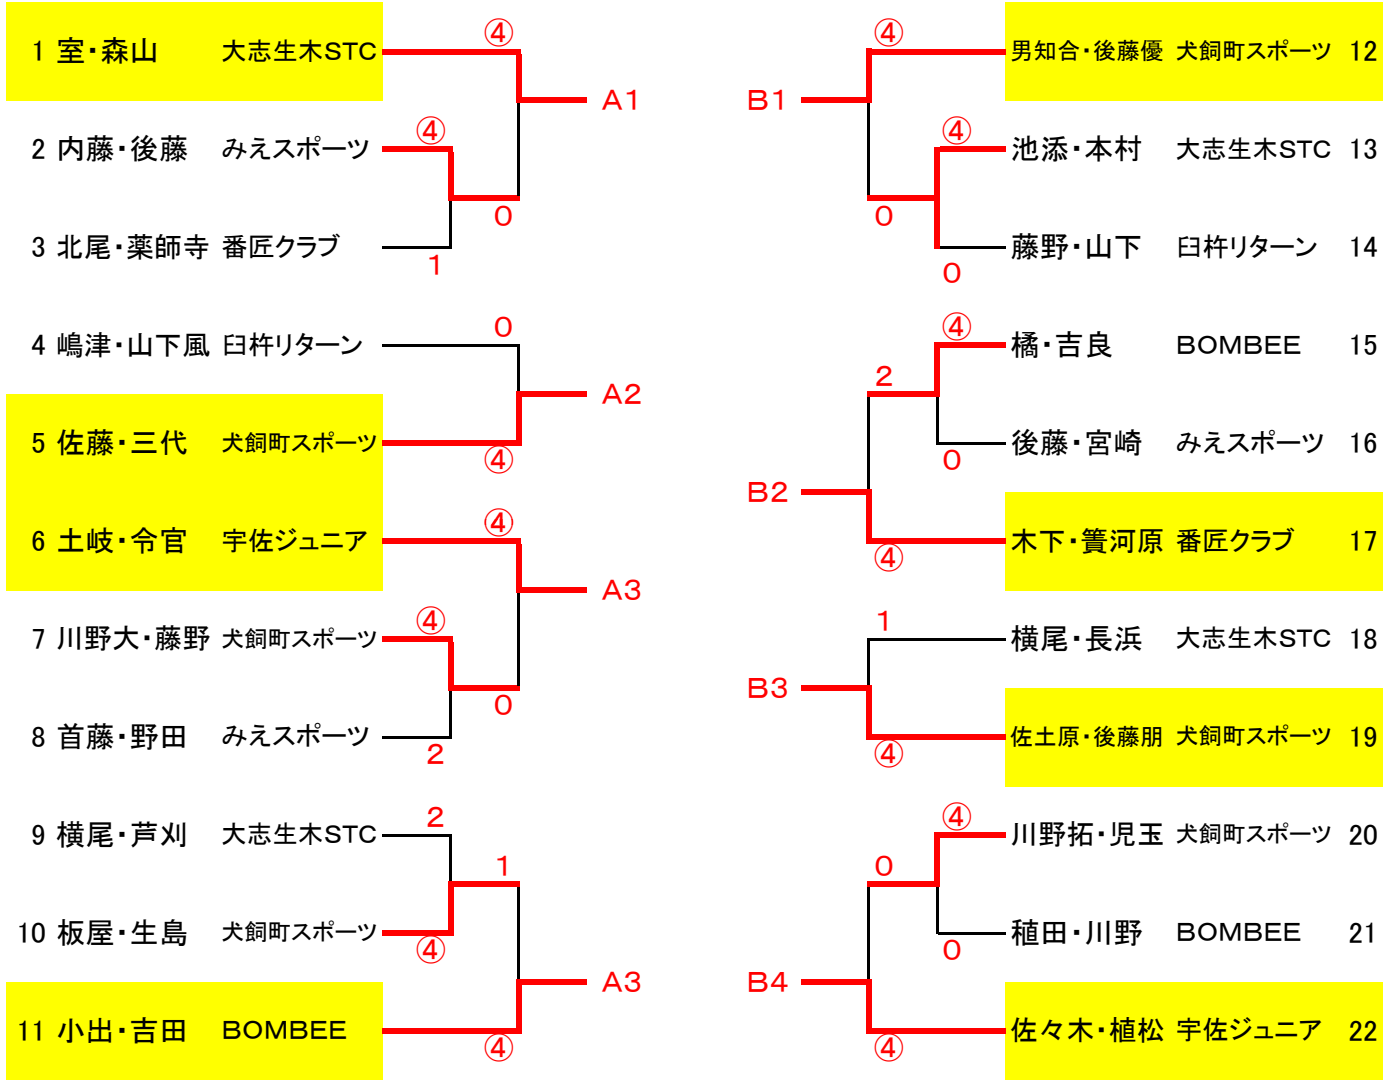 ④
1 室・森山 大志生木STC
A1
④
2 内藤・後藤 みえスポーツ
0
3 北尾・薬師寺 番匠クラブ
1
0
4 嶋津・山下風 臼杵リターン
A2
5 佐藤・三代 犬飼町スポーツ
④
④
6 土岐・令官 宇佐ジュニア
A3
④
7 川野大・藤野 犬飼町スポーツ
0
8 首藤・野田 みえスポーツ
2
2
9 横尾・芦刈 大志生木STC
1
10 板屋・生島 犬飼町スポーツ
④
A3
11 小出・吉田 BOMBEE
④
④
男知合・後藤優 犬飼町スポーツ 12
B1
④
池添・本村 大志生木STC 13
0
藤野・山下 臼杵リターン 14
0
④
橘・吉良 BOMBEE 15
2
後藤・宮崎 みえスポーツ 16
0
B2
木下・簀河原 番匠クラブ 17
④
1
横尾・長浜 大志生木STC 18
B3
佐土原・後藤朋 犬飼町スポーツ 19
④
④
川野拓・児玉 犬飼町スポーツ 20
0
稙田・川野 BOMBEE 21
0
B4
佐々木・植松 宇佐ジュニア 22
④